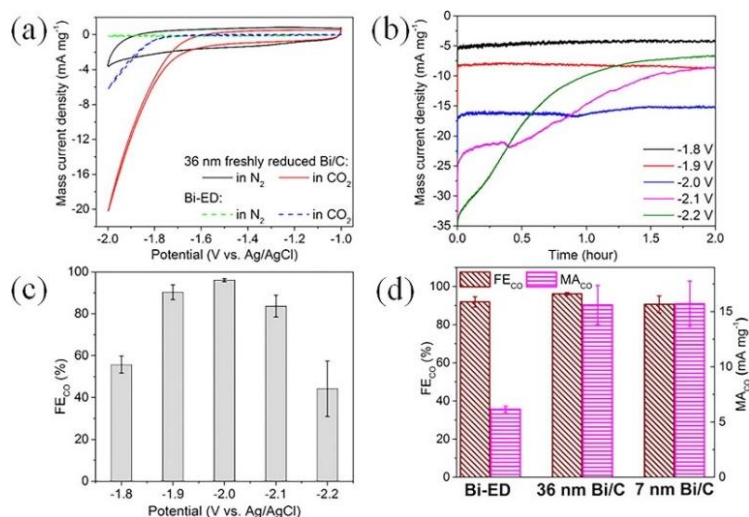 (a)
Mass current density (mA mg⁻¹)
0
-4
-8
-12
-16
-20
36 nm freshly reduced Bi/C:
in N₂ in CO₂
Bi-ED:
in N₂ in CO₂
-2.0 -1.8 -1.6 -1.4 -1.2 -1.0
Potential (V vs. Ag/AgCl)
(b)
Mass current density (mA mg⁻¹)
0
-5
-10
-15
-20
-25
-30
-35
-1.8 V
-1.9 V
-2.0 V
-2.1 V
-2.2 V
0.0 0.5 1.0 1.5 2.0
Time (hour)
(c)
FE_CO (%)
100
80
60
40
20
0
-1.8 -1.9 -2.0 -2.1 -2.2
Potential (V vs. Ag/AgCl)
(d)
FE_CO MA_CO
FE_CO (%)
100
80
60
40
20
0
MA_CO (mA mg⁻¹)
15
10
5
0
Bi-ED 36 nm Bi/C 7 nm Bi/C